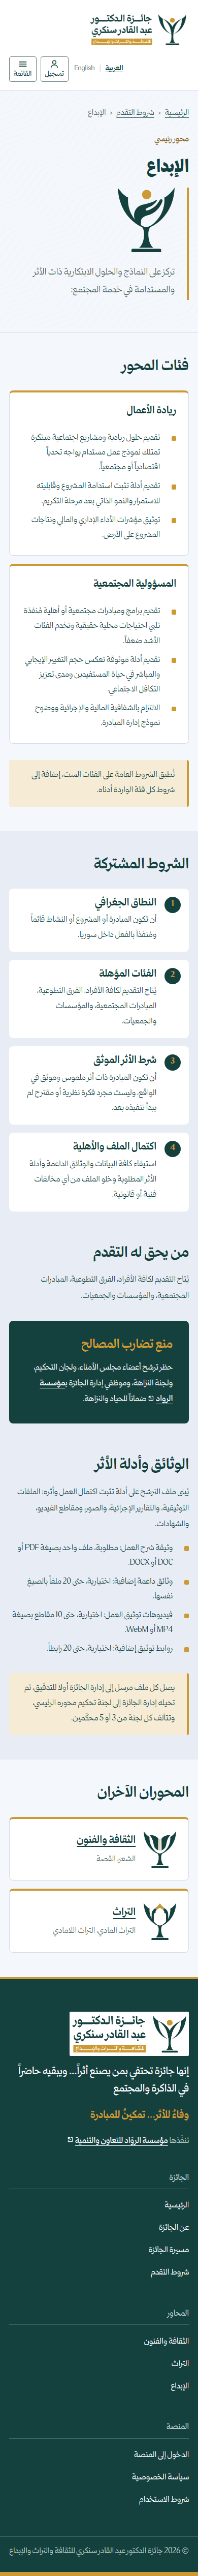 جائزة الدكتور
عبد القادر سنكري
للثقافة والتراث والإبداع
العربية
English
تسجيل
القائمة
الرئيسية › شروط التقدم › الإبداع
محور رئيسي
الإبداع
تركز على النماذج والحلول الابتكارية ذات الأثر
والمستدامة في خدمة المجتمع:
فئات المحور
ريادة الأعمال
تقديم حلول ريادية ومشاريع اجتماعية مبتكرة
تمتلك نموذج عمل مستدام يواجه تحدياً
اقتصادياً أو مجتمعياً.
تقديم أدلة تثبت استدامة المشروع وقابليته
للاستمرار والنمو الذاتي بعد مرحلة التكريم.
توثيق مؤشرات الأداء الإداري والمالي ونتاجات
المشروع على الأرض.
المسؤولية المجتمعية
تقديم برامج ومبادرات مجتمعية أو أهلية مُنفذة
تلبي احتياجات محلية حقيقية وتخدم الفئات
الأشد ضعفاً.
تقديم أدلة موثوقة تعكس حجم التغيير الإيجابي
والمباشر في حياة المستفيدين ومدى تعزيز
التكافل الاجتماعي.
الالتزام بالشفافية المالية والإجرائية ووضوح
نموذج إدارة المبادرة.
تُطبق الشروط العامة على الفئات الست، إضافة إلى
شروط كل فئة الواردة أدناه.
الشروط المشتركة
1
النطاق الجغرافي
أن تكون المبادرة أو المشروع أو النشاط قائماً
ومُنفذاً بالفعل داخل سوريا.
2
الفئات المؤهلة
يُتاح التقديم لكافة الأفراد، الفرق التطوعية،
المبادرات المجتمعية، والمؤسسات
والجمعيات.
3
شرط الأثر الموثق
أن تكون المبادرة ذات أثر ملموس وموثق في
الواقع، وليست مجرد فكرة نظرية أو مقترح لم
يبدأ تنفيذه بعد.
4
اكتمال الملف والأهلية
استيفاء كافة البيانات والوثائق الداعمة وأدلة
الأثر المطلوبة وخلو الملف من أي مخالفات
فنية أو قانونية.
من يحق له التقدم
يُتاح التقديم لكافة الأفراد، الفرق التطوعية، المبادرات
المجتمعية، والمؤسسات والجمعيات.
منع تضارب المصالح
حظر ترشح أعضاء مجلس الأمناء، ولجان التحكيم،
ولجنة النزاهة، وموظفي إدارة الجائزة بمؤسسة
الرواد ضماناً للحياد والنزاهة.
الوثائق وأدلة الأثر
يُبنى ملف الترشح على أدلة تثبت اكتمال العمل وأثره: الملفات
التوثيقية، والتقارير الإجرائية، والصور، ومقاطع الفيديو،
والشهادات.
وثيقة شرح العمل: مطلوبة، ملف واحد بصيغة PDF أو
DOC أو DOCX.
وثائق داعمة إضافية: اختيارية، حتى 20 ملفاً بالصيغ
نفسها.
فيديوهات توثيق العمل: اختيارية، حتى 10 مقاطع بصيغة
MP4 أو WebM.
روابط توثيق إضافية: اختيارية، حتى 20 رابطاً.
يصل كل ملف مرسل إلى إدارة الجائزة أولاً للتدقيق، ثم
تحيله إدارة الجائزة إلى لجنة تحكيم محوره الرئيسي،
وتتألف كل لجنة من 3 أو 5 محكّمين.
المحوران الآخران
الثقافة والفنون
الشعر، القصة
التراث
التراث المادي، التراث اللامادي
جائزة الدكتور
عبد القادر سنكري
للثقافة والتراث والإبداع
إنها جائزة تحتفي بمن يصنع أثراً... ويبقيه حاضراً
في الذاكرة والمجتمع
وفاءً للأثر... تمكينٌ للمبادرة
تنفّذها مؤسسة الروّاد للتعاون والتنمية
الجائزة
الرئيسية
عن الجائزة
مسيرة الجائزة
شروط التقدم
المحاور
الثقافة والفنون
التراث
الإبداع
المنصة
الدخول إلى المنصة
سياسة الخصوصية
شروط الاستخدام
© 2026 جائزة الدكتور عبد القادر سنكري للثقافة والتراث والإبداع